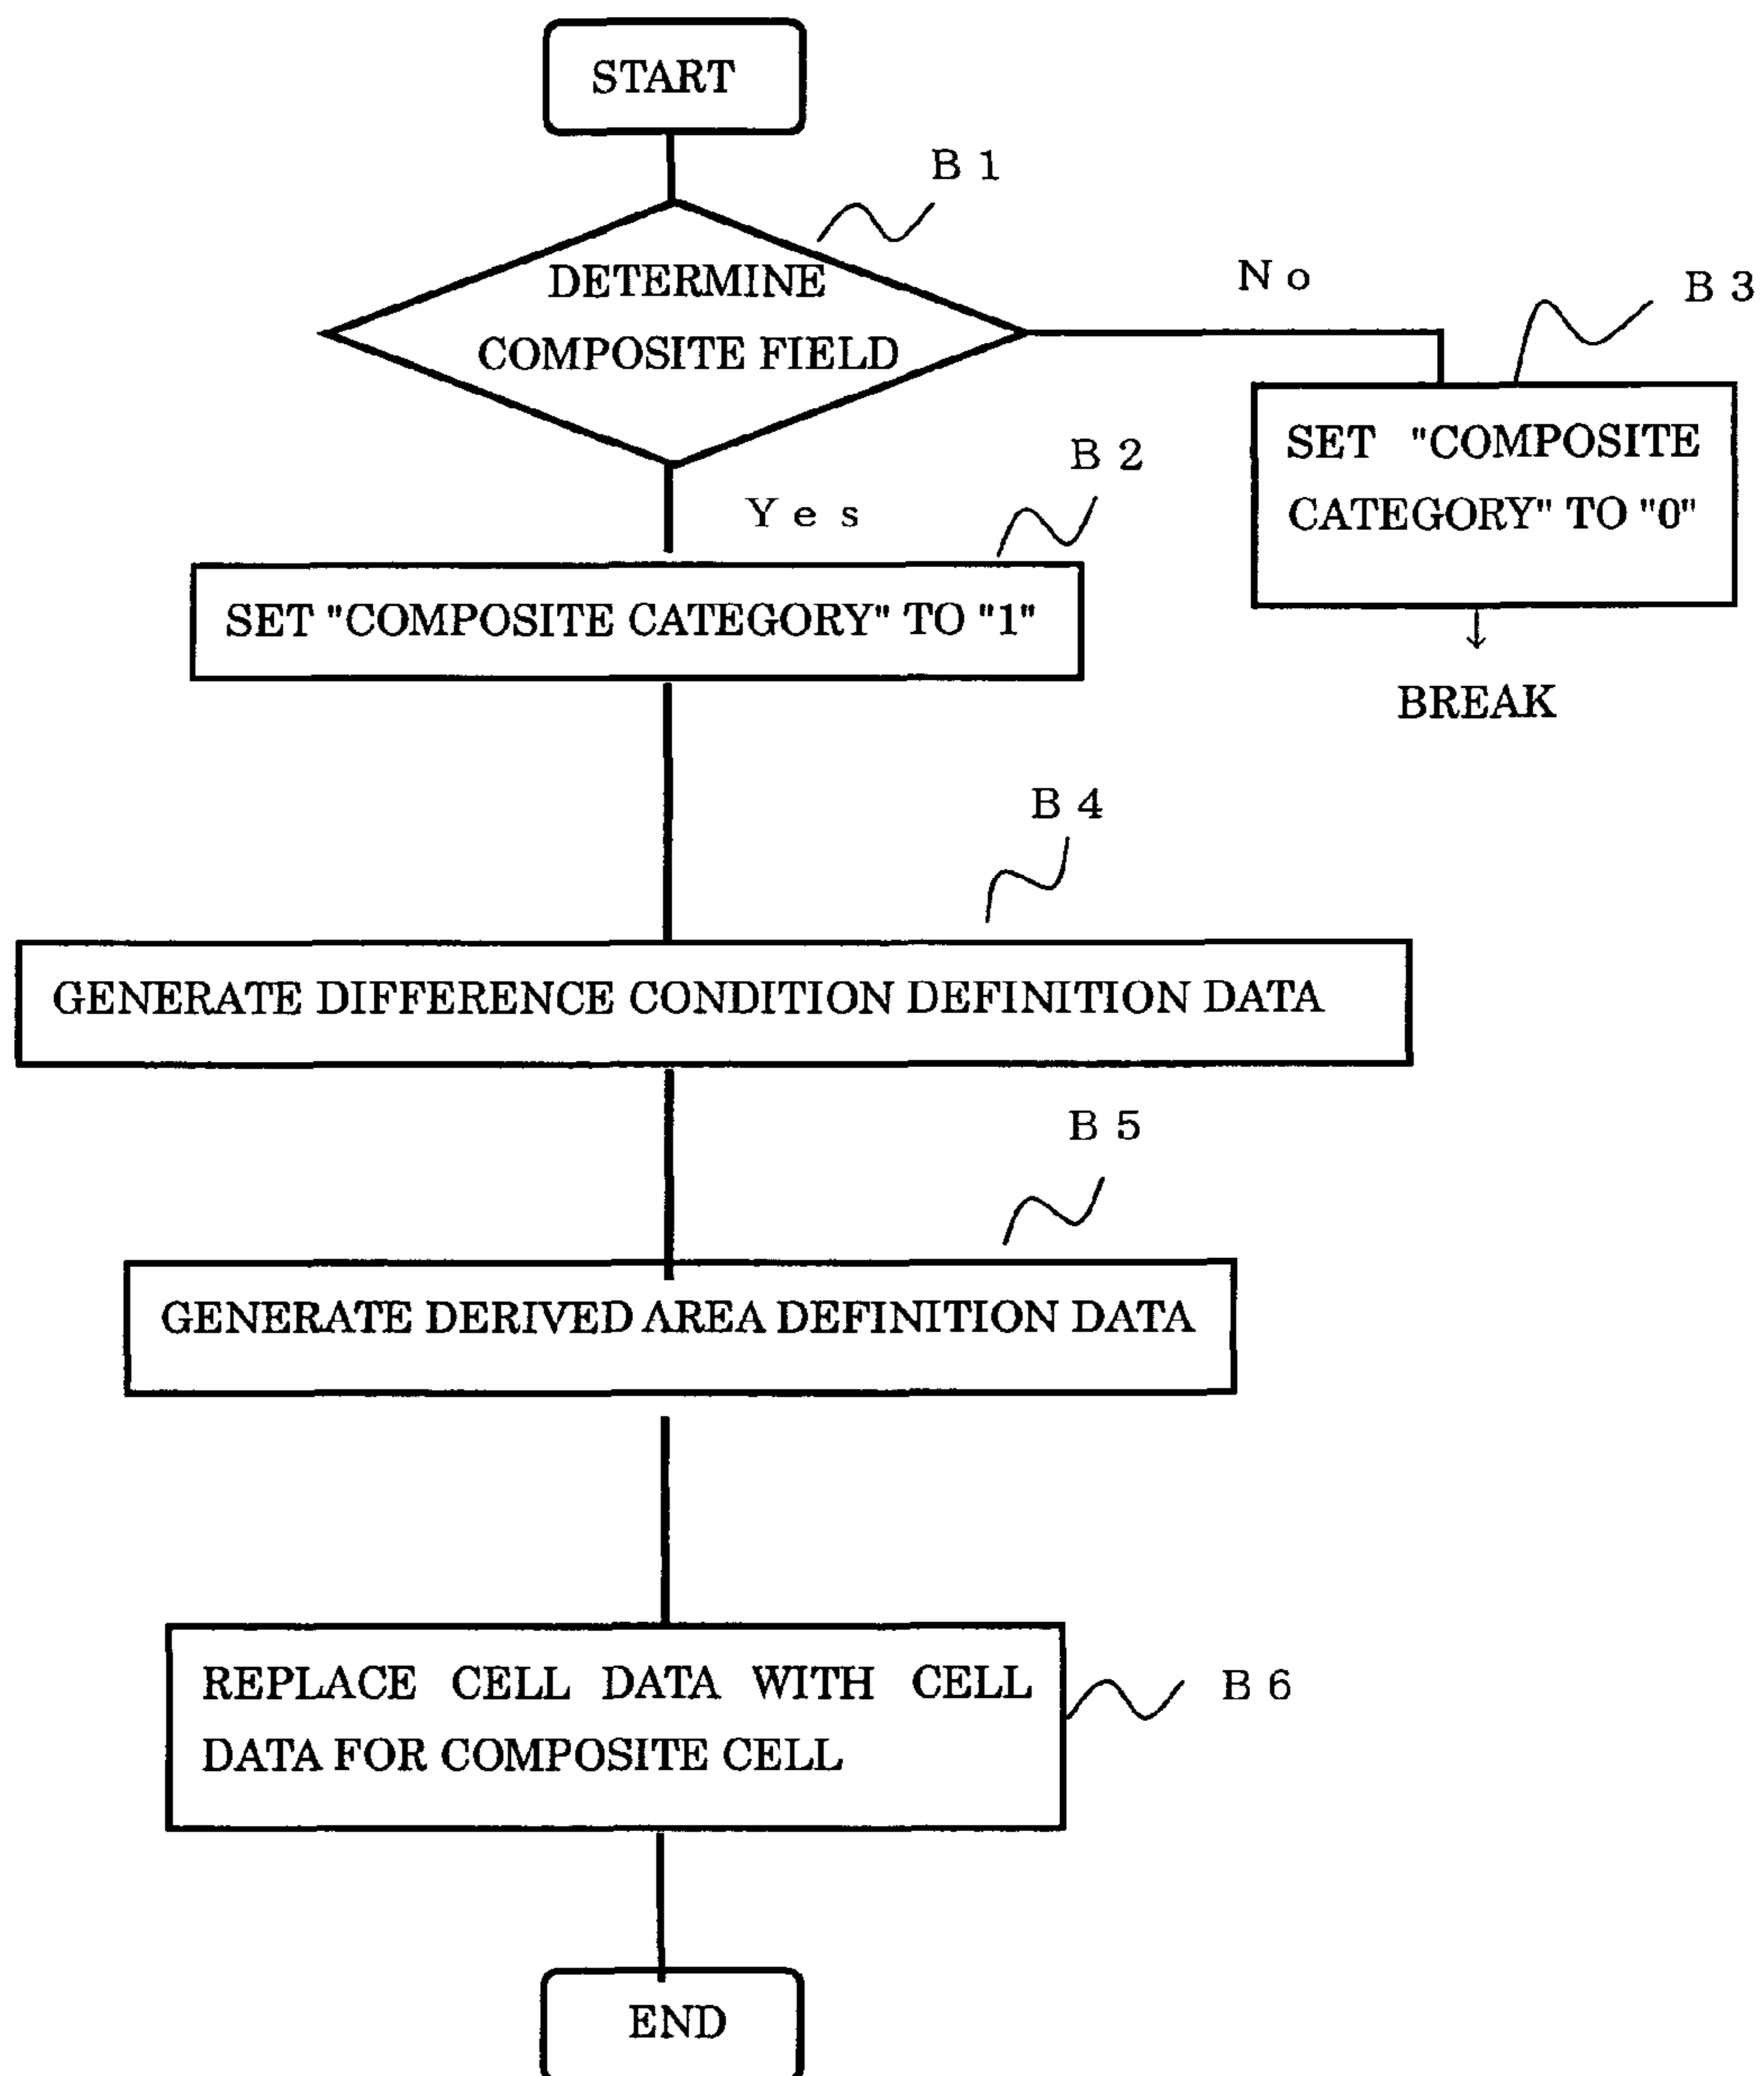 START
B 1
DETERMINE
COMPOSITE FIELD
No
B 3
SET "COMPOSITE
CATEGORY" TO "0"
BREAK
B 2
Yes
SET "COMPOSITE CATEGORY" TO "1"
B 4
GENERATE DIFFERENCE CONDITION DEFINITION DATA
B 5
GENERATE DERIVED AREA DEFINITION DATA
REPLACE CELL DATA WITH CELL
DATA FOR COMPOSITE CELL
B 6
END